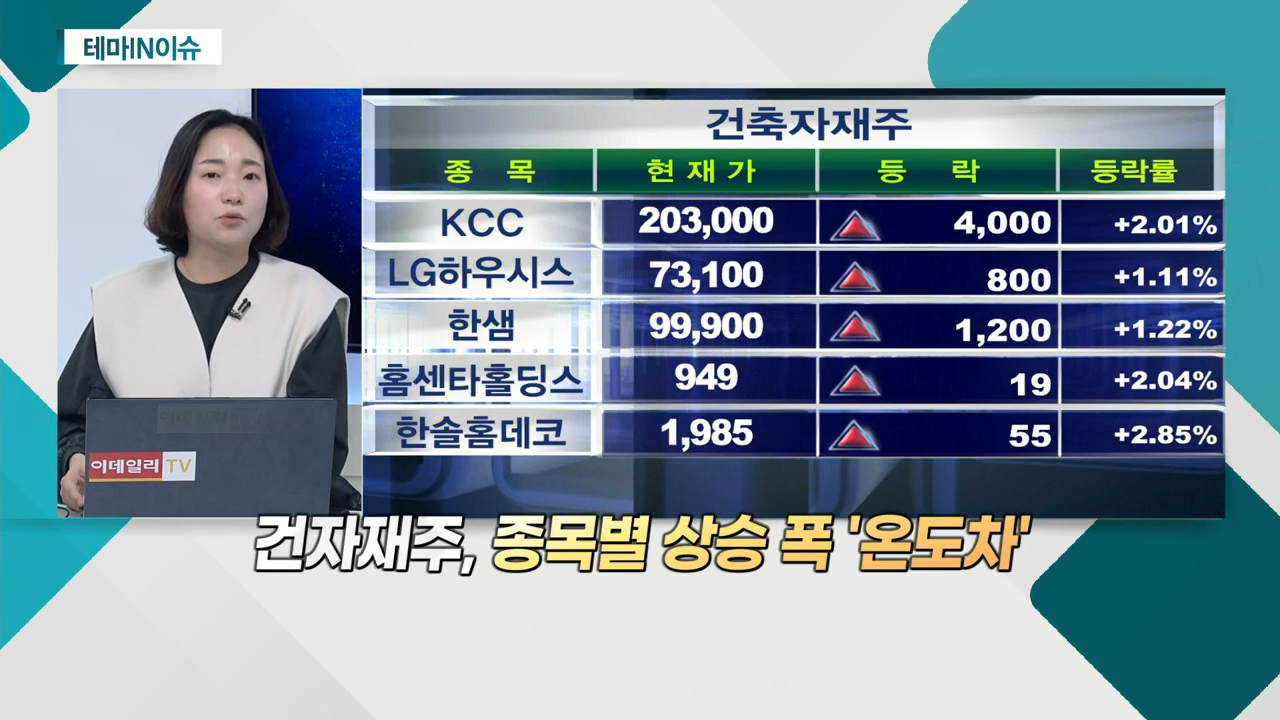 테마IN이슈
건축자재주
종 목 현 재 가 등 락 등락률
KCC 203,000 4,000 +2.01%
LG하우시스 73,100 800 +1.11%
한샘 99,900 1,200 +1.22%
홈센타홀딩스 949 19 +2.04%
한솔홈데코 1,985 55 +2.85%
이데일리 TV
건자재주, 종목별 상승 폭 '온도차'